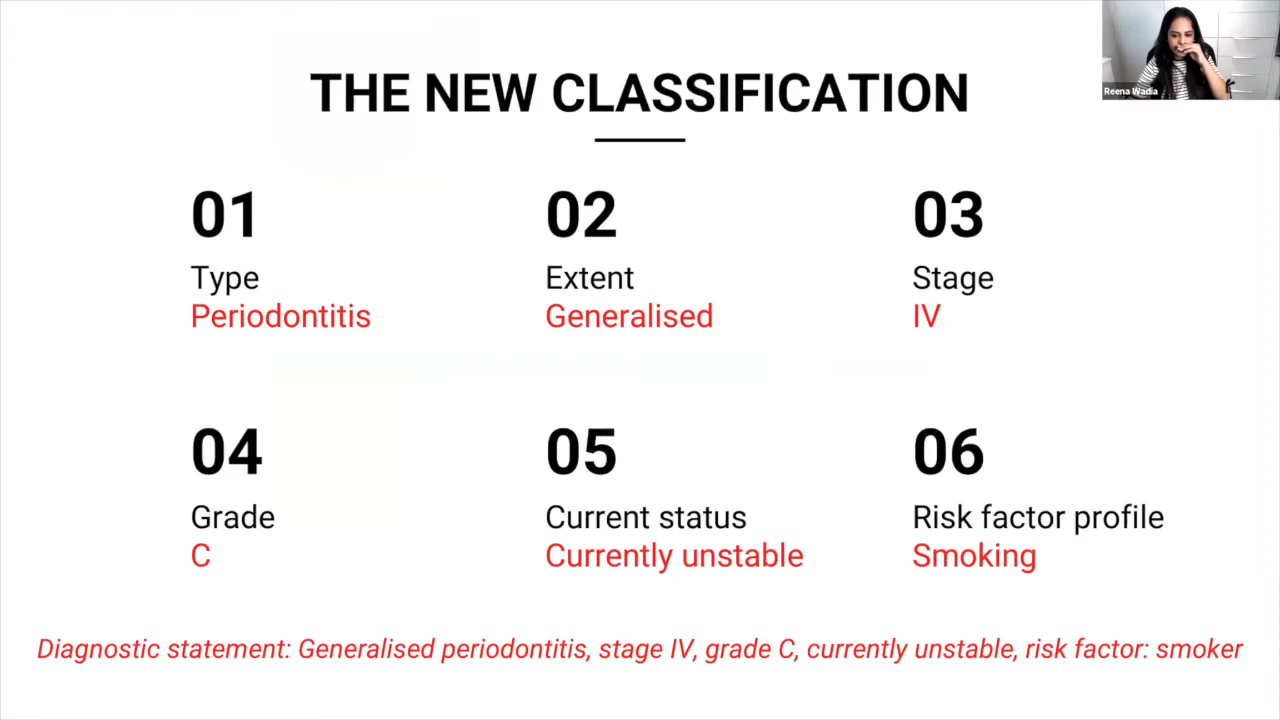 THE NEW CLASSIFICATION
Reena Wadia
01
Type
Periodontitis
02
Extent
Generalised
03
Stage
IV
04
Grade
C
05
Current status
Currently unstable
06
Risk factor profile
Smoking
Diagnostic statement: Generalised periodontitis, stage IV, grade C, currently unstable, risk factor: smoker